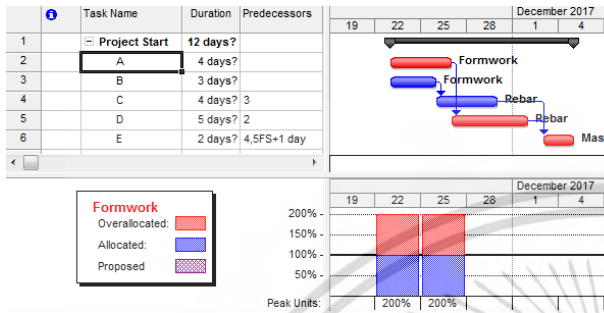 Task Name Duration Predecessors
December 2017
19 22 25 28 1 4
1 Project Start 12 days?
2 A 4 days? Formwork
3 B 3 days? Formwork
4 C 4 days? 3 Rebar
5 D 5 days? 2 Rebar
6 E 2 days? 4,5FS+1 day Mas
December 2017
19 22 25 28 1 4
Formwork
Overallocated:
Allocated:
Proposed
200%
150%
100%
50%
Peak Units: 200% 200%